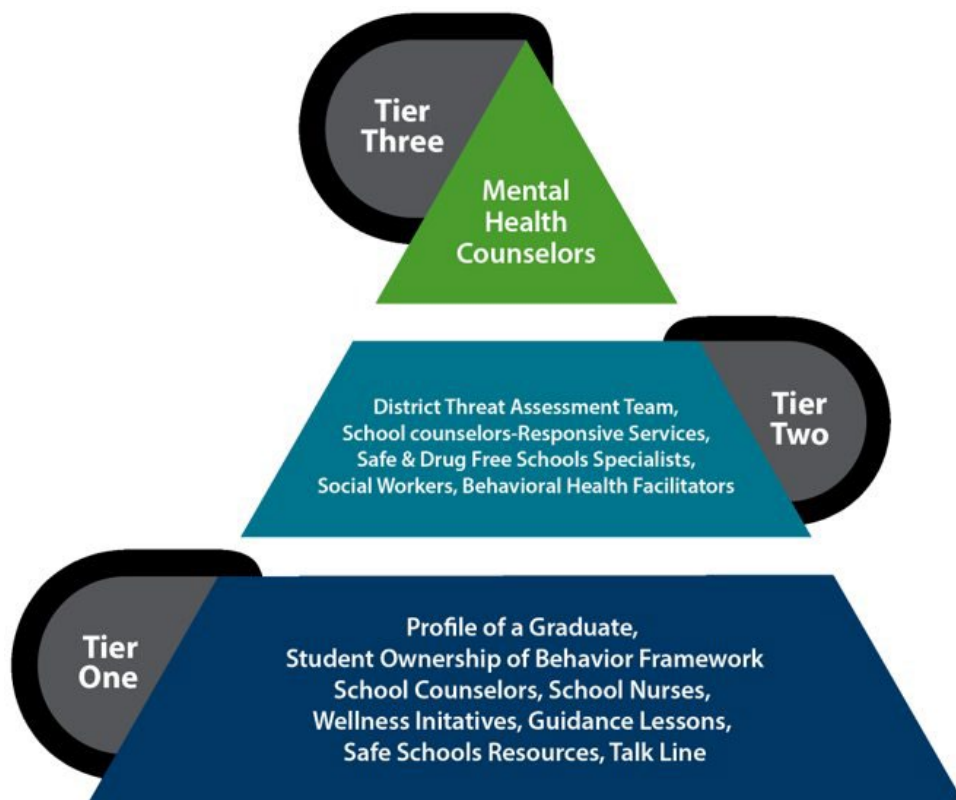 Tier
Three
Mental
Health
Counselors
District Threat Assessment Team,
School counselors-Responsive Services,
Safe & Drug Free Schools Specialists,
Social Workers, Behavioral Health Facilitators
Tier
Two
Tier
One
Profile of a Graduate,
Student Ownership of Behavior Framework
School Counselors, School Nurses,
Wellness Initatives, Guidance Lessons,
Safe Schools Resources, Talk Line